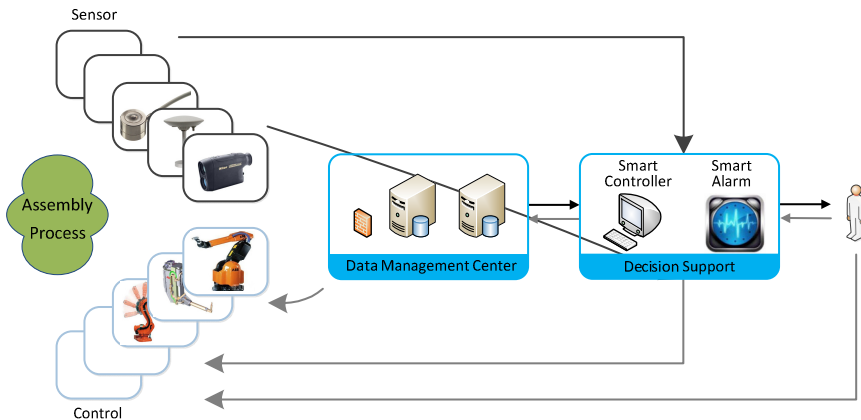 Sensor
Smart
Controller
Smart
Alarm
Assembly
Process
Data Management Center
Decision Support
Control